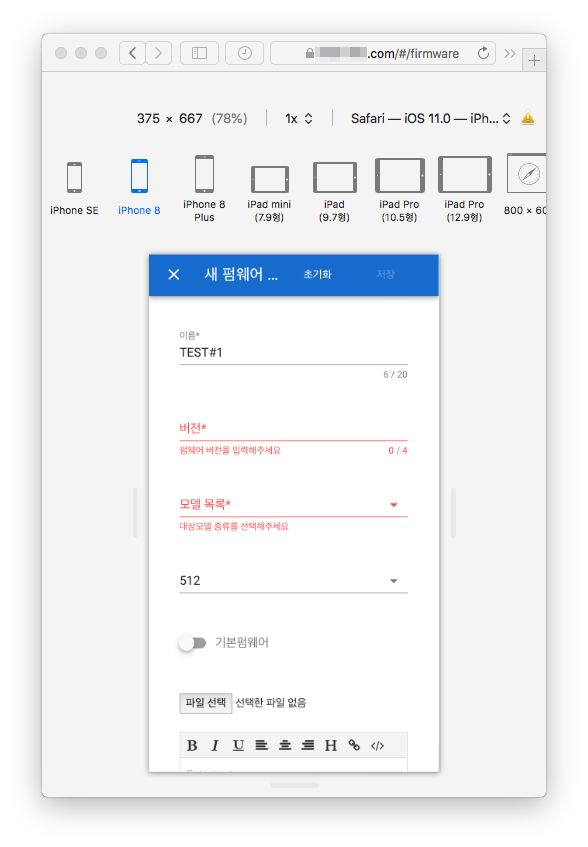 .com/#/firmware
375 × 667 (78%) 1x Safari — iOS 11.0 — iPh...
iPhone SE
iPhone 8
iPhone 8 Plus
iPad mini (7.9형)
iPad (9.7형)
iPad Pro (10.5형)
iPad Pro (12.9형)
800 × 60
새 펌웨어 ... 초기화 저장
이름*
TEST#1
6 / 20
버전*
펌웨어 버전을 입력해주세요 0 / 4
모델 목록*
대상모델 종류를 선택해주세요
512
기본펌웨어
파일 선택 선택한 파일 없음
B I U H </>